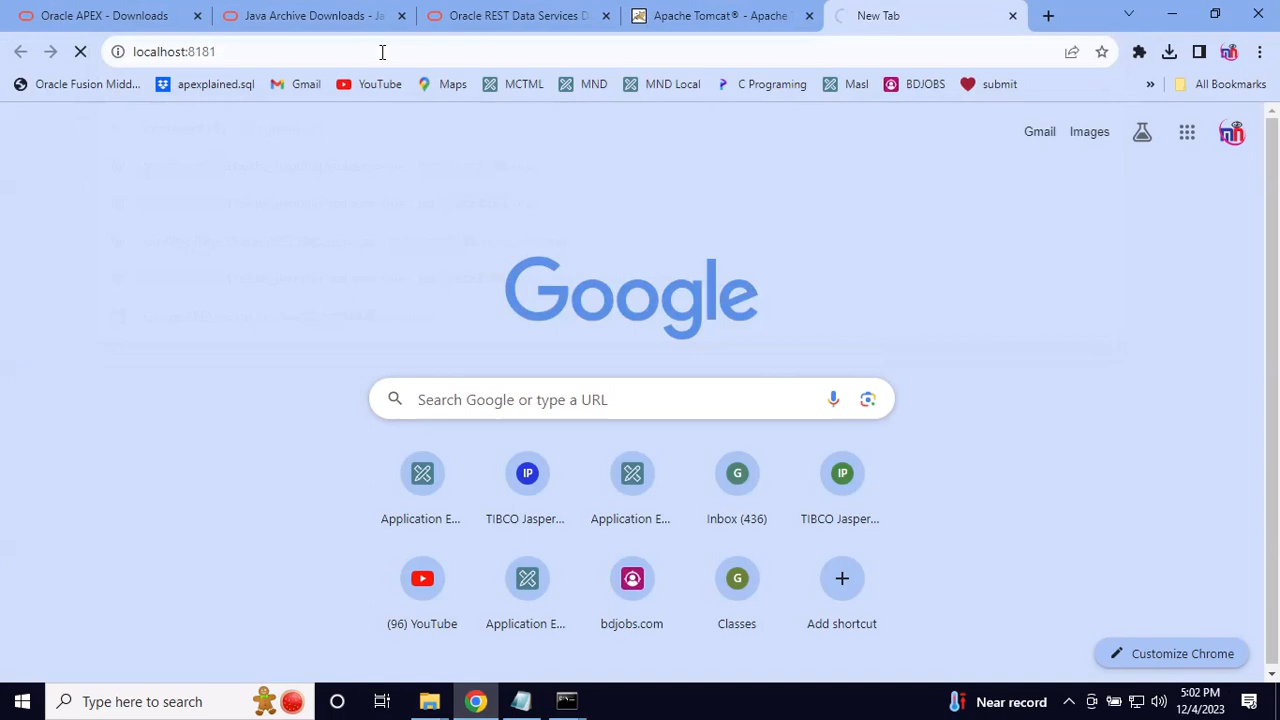 Oracle APEX - Downloads
Java Archive Downloads - Ja
Oracle REST Data Services D
Apache Tomcat® - Apache
New Tab
localhost:8181
Oracle Fusion Midd...
apexplained.sql
Gmail
YouTube
Maps
MCTML
MND
MND Local
C Programing
Masl
BDJOBS
submit
»
All Bookmarks
Gmail
Images
Google
Search Google or type a URL
IP
G
IP
Application E...
TIBCO Jasper...
Application E...
Inbox (436)
TIBCO Jasper...
G
(96) YouTube
Application E...
bdjobs.com
Classes
Add shortcut
Customize Chrome
Type here to search
Near record
5:02 PM
12/4/2023